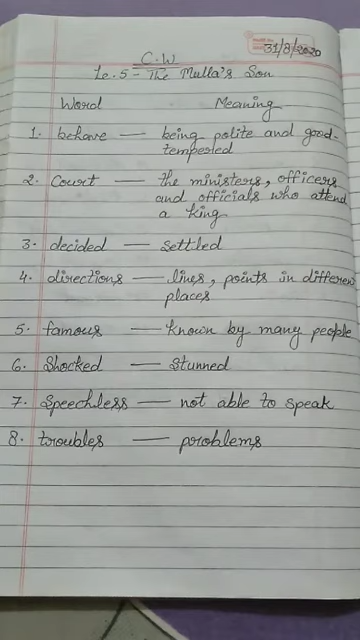 31/8/2020
C.W
Le.5 - The Mulla's Son
Word Meaning
1. behave — being polite and good-
tempered
2. Court — the ministers, officers
and officials who attend
a king
3. decided — settled
4. directions — lines, points in different
places
5. famous — known by many people
6. Shocked — Stunned
7. Speechless — not able to speak
8. troubles — problems